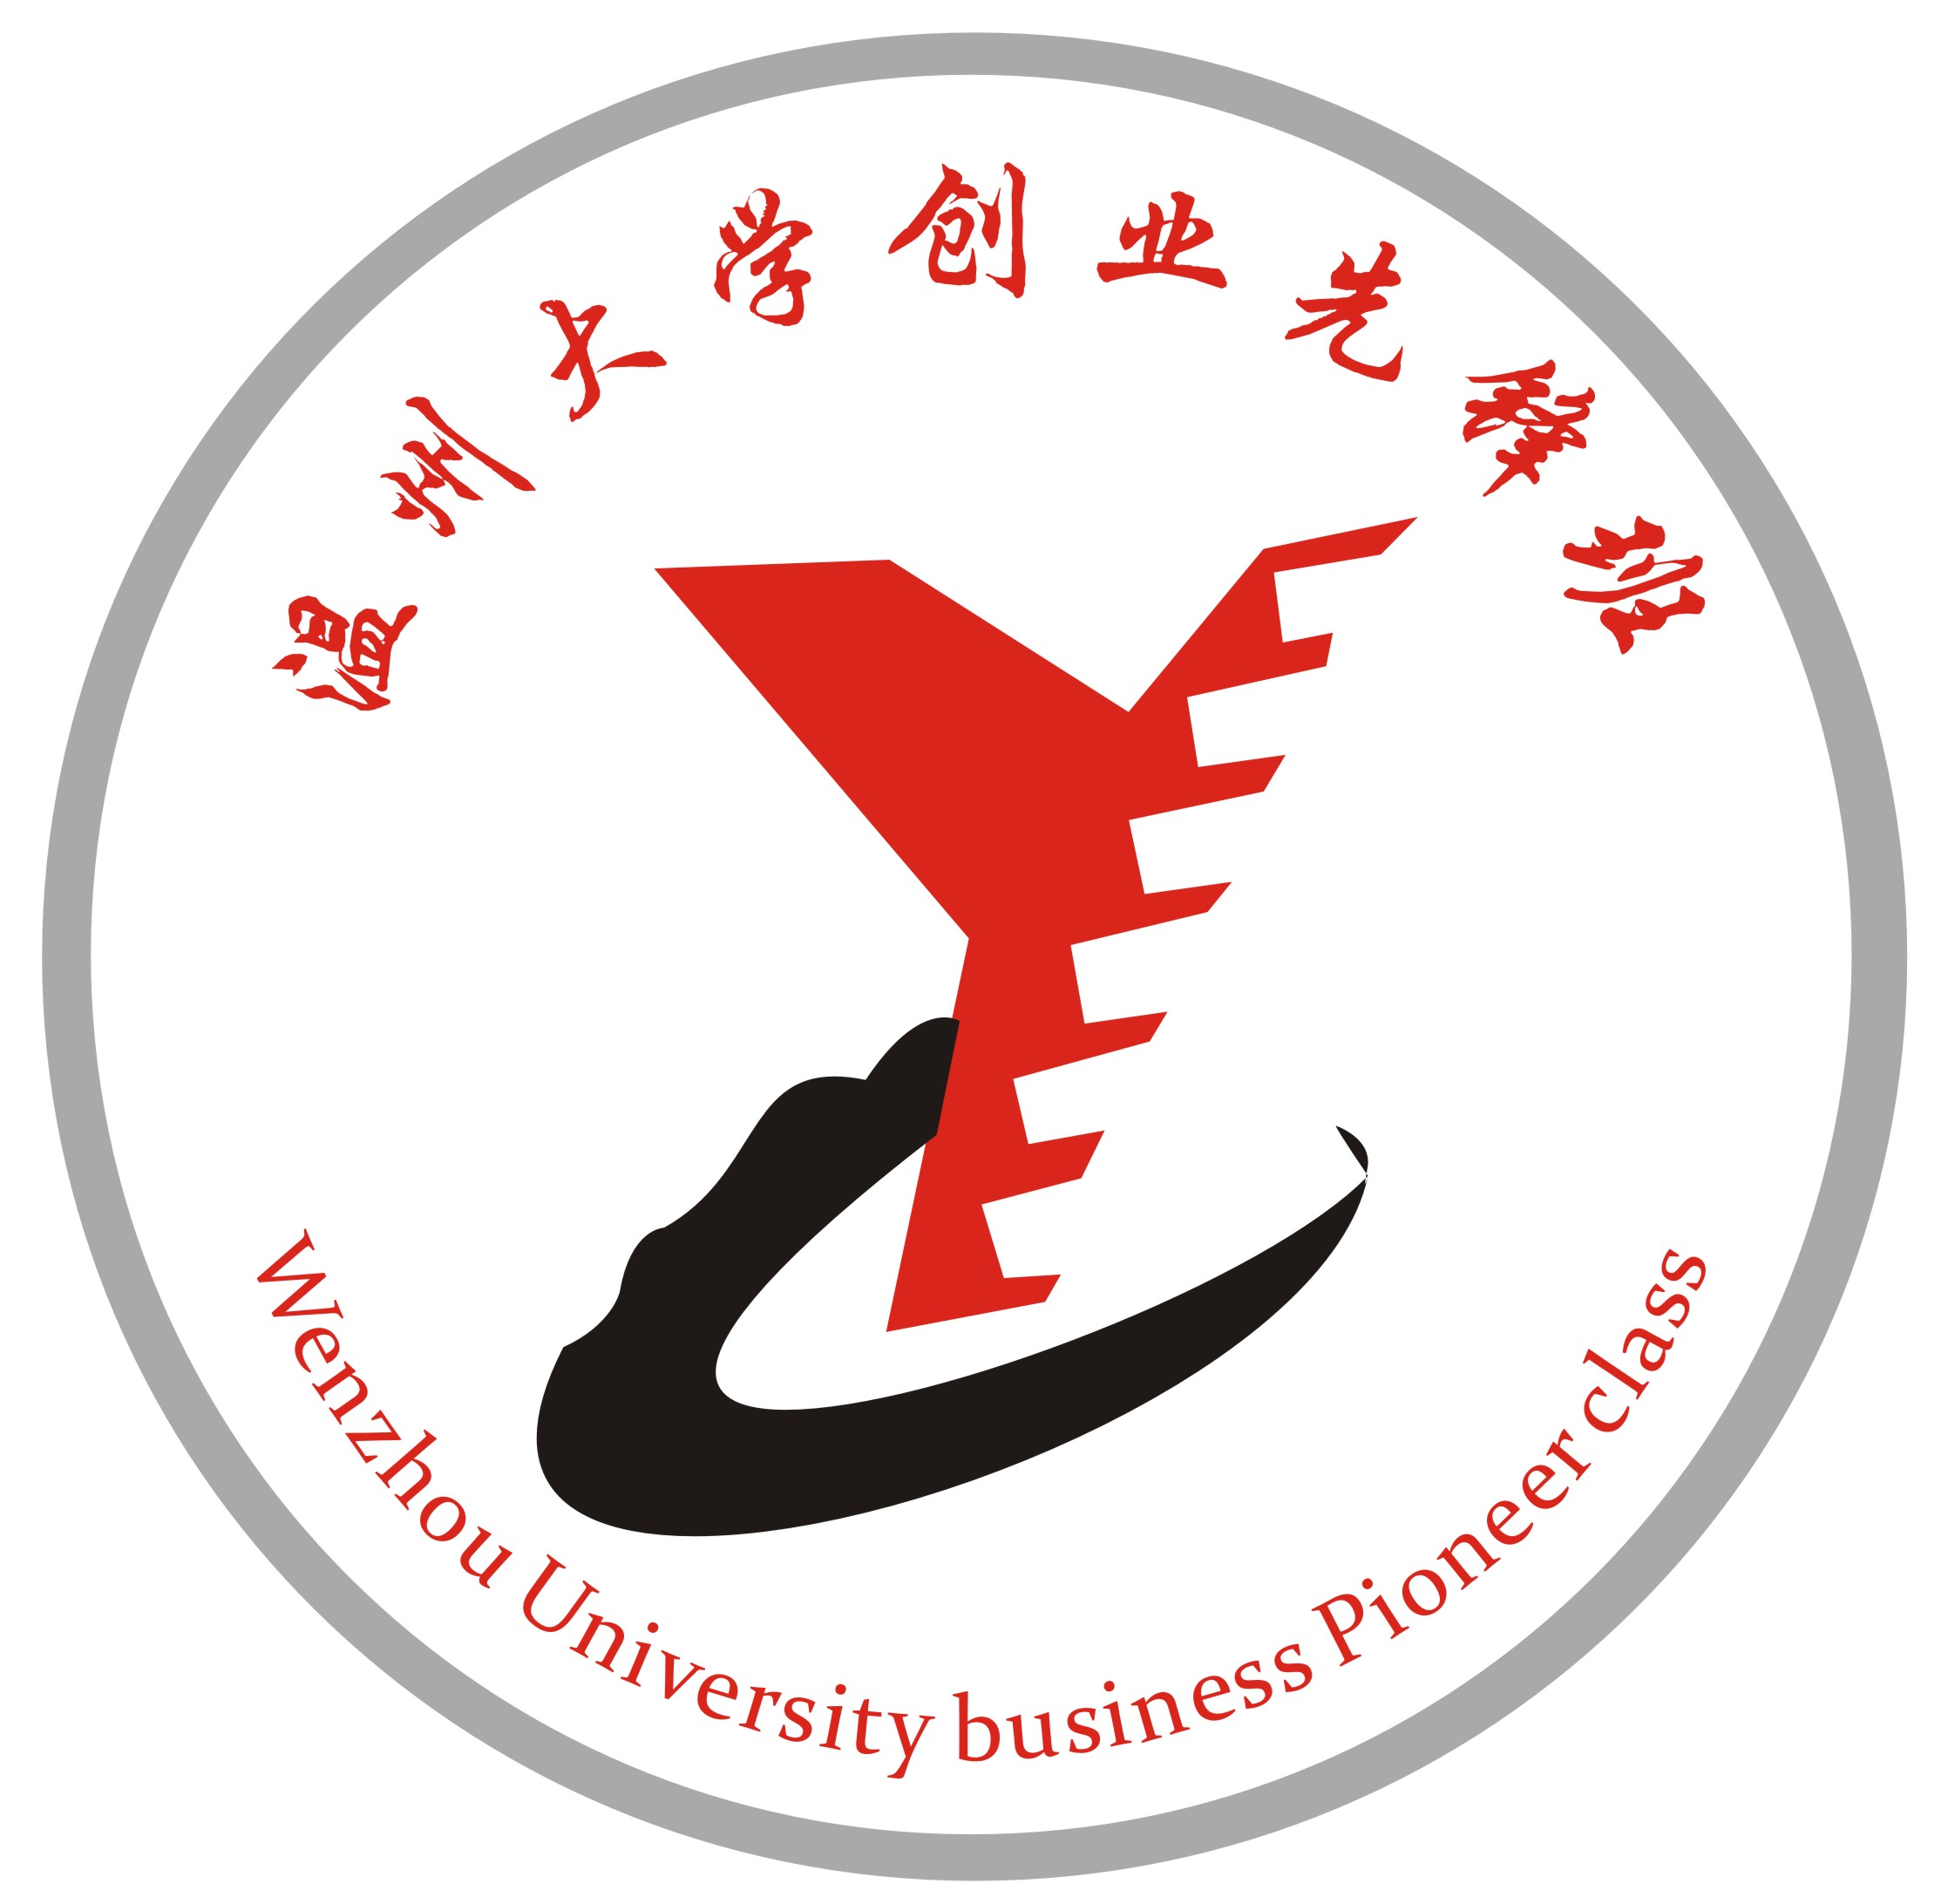 温州大学创业先锋班
Wenzhou University business Pioneer class